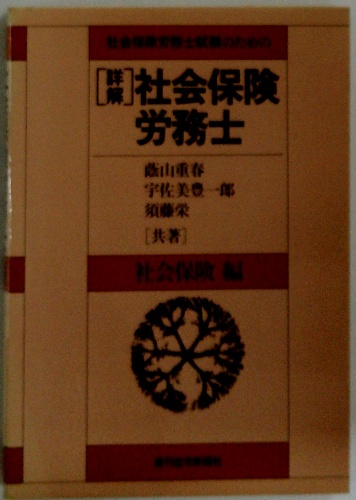 社会保険労務士試験のための
[詳解]社会保険
労務士
蔭山重春
宇佐美豊一郎
須藤栄
[共著]
社会保険 編